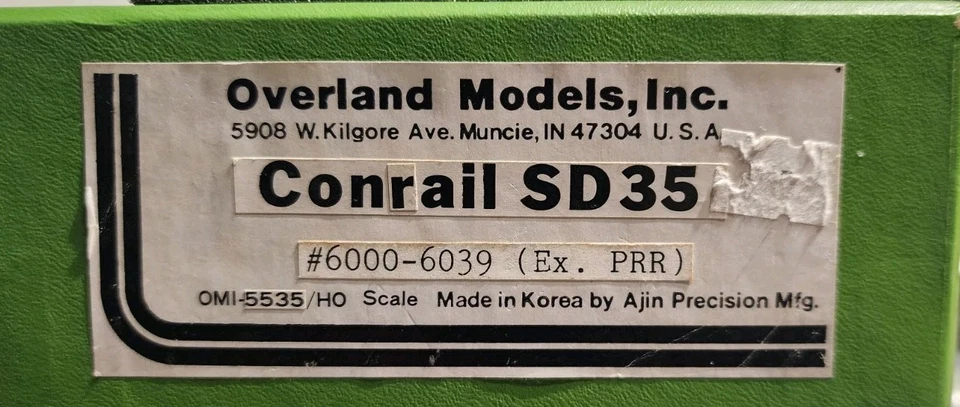 Overland Models, Inc.
5908 W. Kilgore Ave. Muncie, IN 47304 U.S.A.
Conrail SD35
#6000-6039 (Ex. PRR)
OMI-5535/HO Scale Made in Korea by Ajin Precision Mfg.